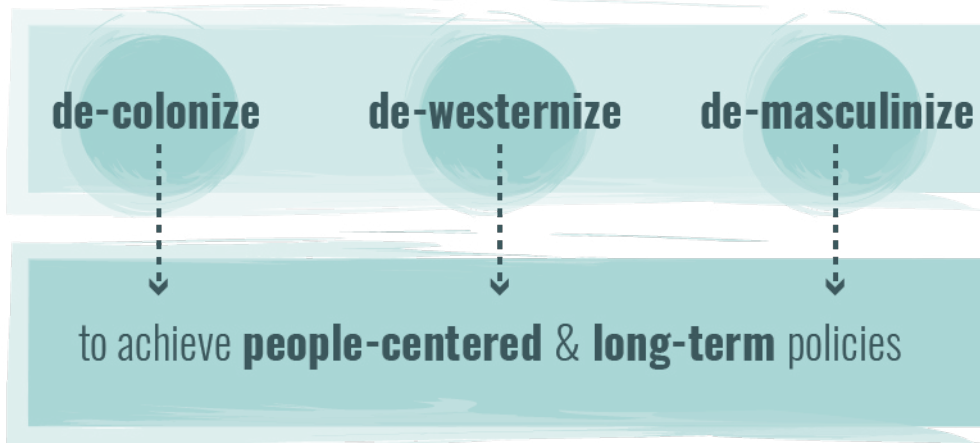 de-colonize de-westernize de-masculinize
to achieve people-centered & long-term policies